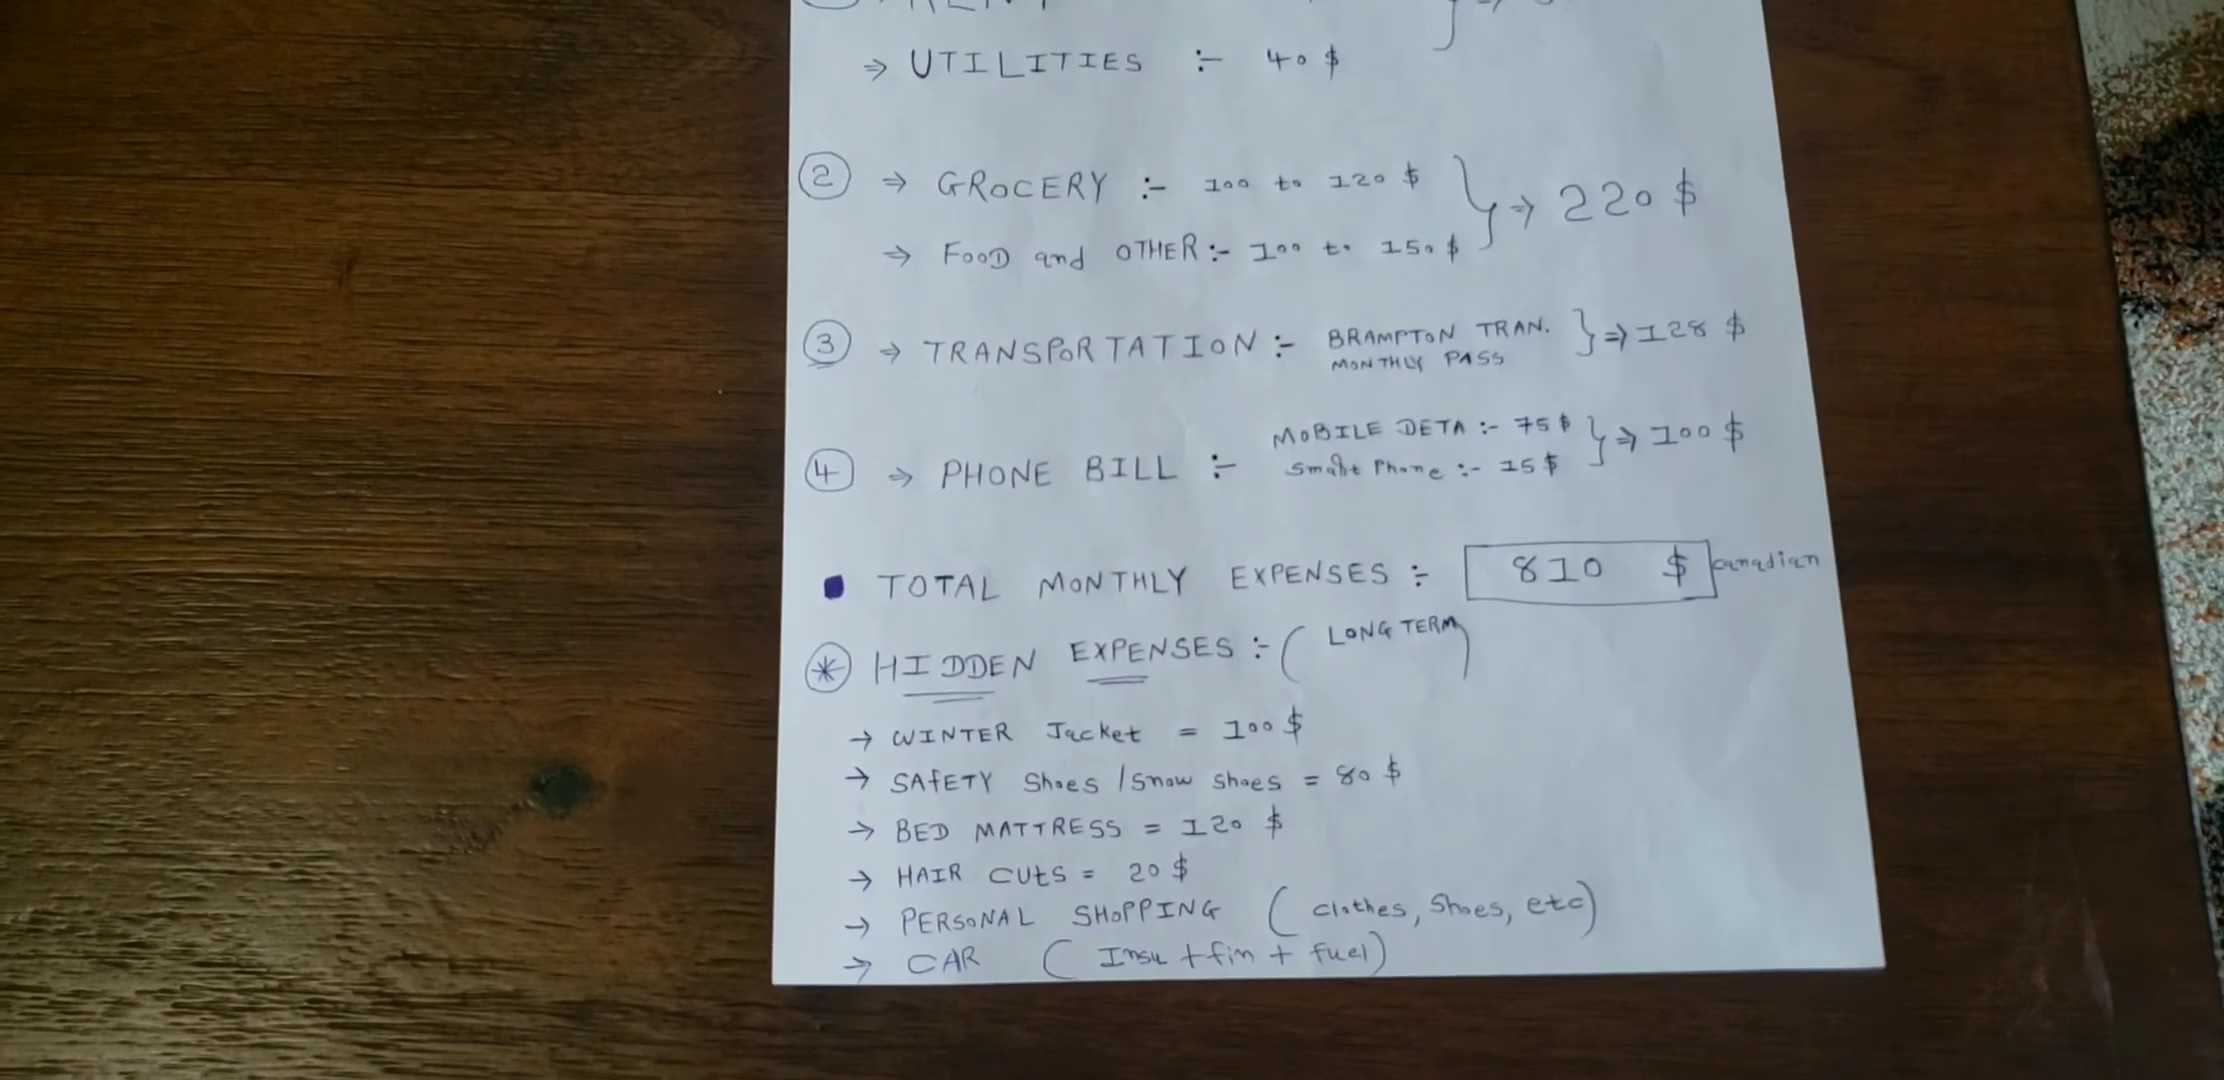 ⇒ UTILITIES :- 40 $
② ⇒ GROCERY :- 100 to 120 $ } ⇒ 220 $
⇒ FOOD and OTHER :- 100 to 150 $
③ ⇒ TRANSPORTATION :- BRAMPTON TRAN. } ⇒ 128 $
MONTHLY PASS
④ ⇒ PHONE BILL :- MOBILE DETA :- 75 $ } ⇒ 100 $
Smart Phone :- 15 $
■ TOTAL MONTHLY EXPENSES :- 810 $ canadian
* HIDDEN EXPENSES :- ( LONG TERM )
→ WINTER Jacket = 100 $
→ SAFETY Shoes / Snow Shoes = 80 $
→ BED MATTRESS = 120 $
→ HAIR CUTS = 20 $
→ PERSONAL SHOPPING ( clothes, Shoes, etc )
→ CAR ( Insu + fin + fuel )